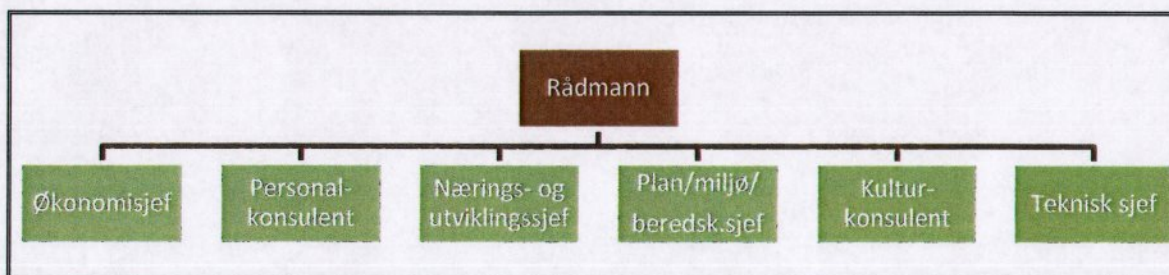 Rådmann
Økonomisjef
Personal-
konsulent
Nærings- og
utviklingssjef
Plan/miljø/
beredsk.sjef
Kultur-
konsulent
Teknisk sjef